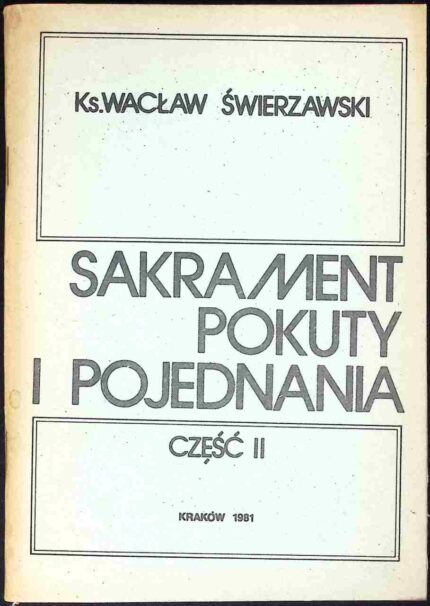 Ks. WACŁAW ŚWIERZAWSKI
SAKRAMENT
POKUTY
I POJEDNANIA
CZĘŚĆ II
KRAKÓW 1981